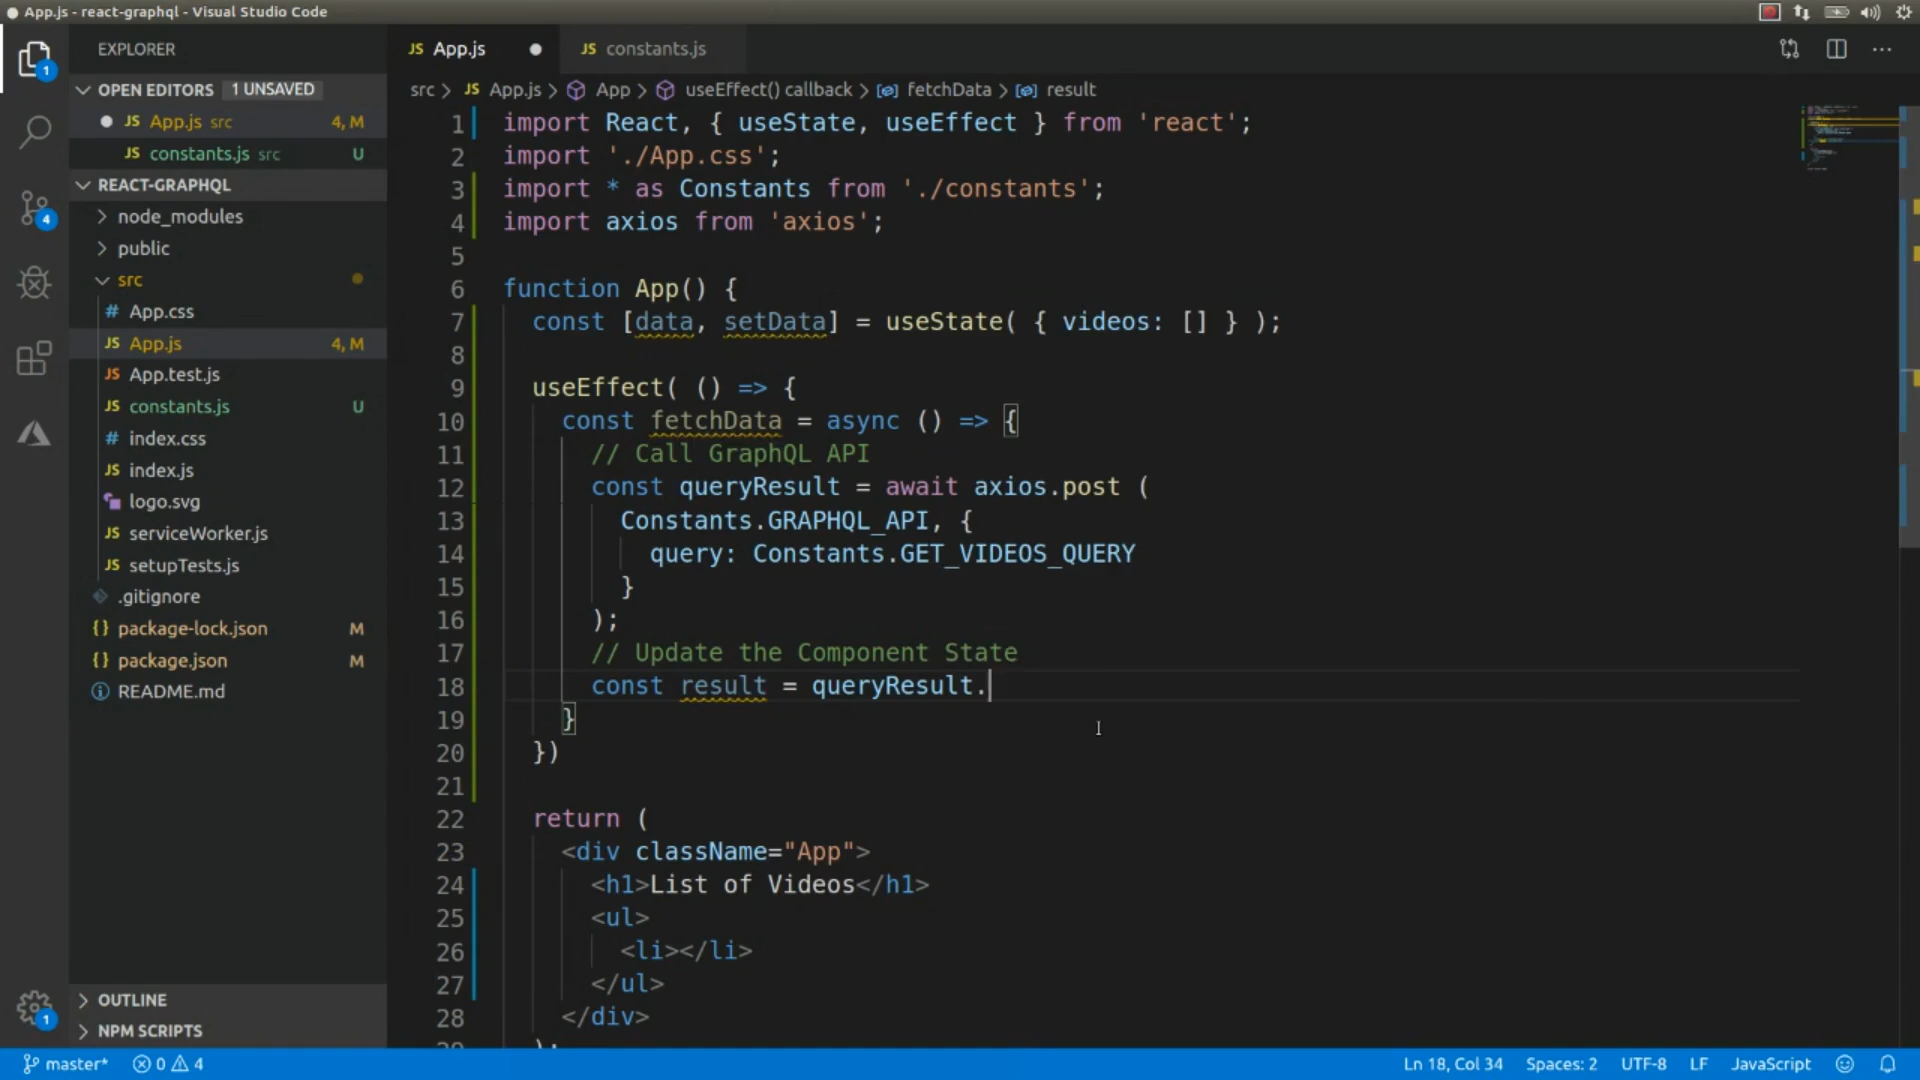 App.js - react-graphql - Visual Studio Code
EXPLORER
OPEN EDITORS 1 UNSAVED
JS App.js src 4, M
JS constants.js src U
REACT-GRAPHQL
node_modules
public
src
# App.css
JS App.js 4, M
JS App.test.js
JS constants.js U
# index.css
JS index.js
logo.svg
JS serviceWorker.js
JS setupTests.js
.gitignore
{} package-lock.json M
{} package.json M
README.md
OUTLINE
NPM SCRIPTS
1
4
1
JS App.js
JS constants.js
src > JS App.js > App > useEffect() callback > fetchData > result
1 import React, { useState, useEffect } from 'react';
2 import './App.css';
3 import * as Constants from './constants';
4 import axios from 'axios';
5
6 function App() {
7 const [data, setData] = useState( { videos: [] } );
8
9 useEffect( () => {
10 const fetchData = async () => {
11 // Call GraphQL API
12 const queryResult = await axios.post (
13 Constants.GRAPHQL_API, {
14 query: Constants.GET_VIDEOS_QUERY
15 }
16 );
17 // Update the Component State
18 const result = queryResult.
19 }
20 })
21
22 return (
23 <div className="App">
24 <h1>List of Videos</h1>
25 <ul>
26 <li></li>
27 </ul>
28 </div>
master* 0 4
Ln 18, Col 34 Spaces: 2 UTF-8 LF JavaScript